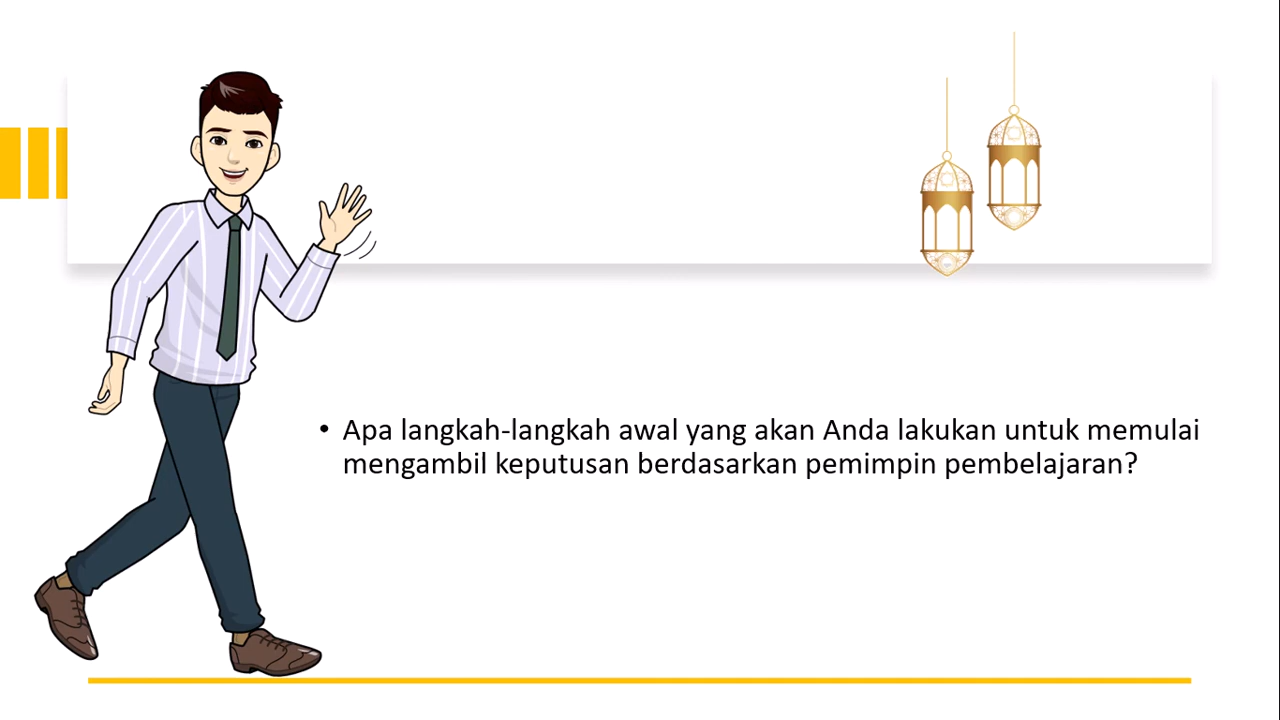 • Apa langkah-langkah awal yang akan Anda lakukan untuk memulai
mengambil keputusan berdasarkan pemimpin pembelajaran?